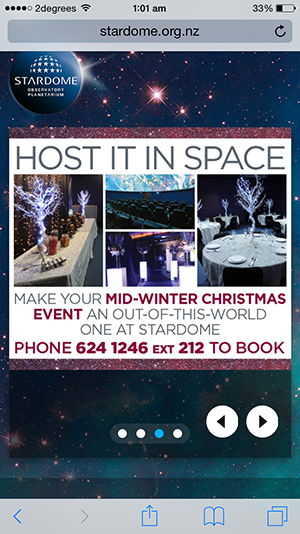 2degrees
1:01 am
33%
stardome.org.nz
STARDOME
OBSERVATORY
PLANETARIUM
HOST IT IN SPACE
MAKE YOUR MID-WINTER CHRISTMAS
EVENT AN OUT-OF-THIS-WORLD
ONE AT STARDOME
PHONE 624 1246 EXT 212 TO BOOK